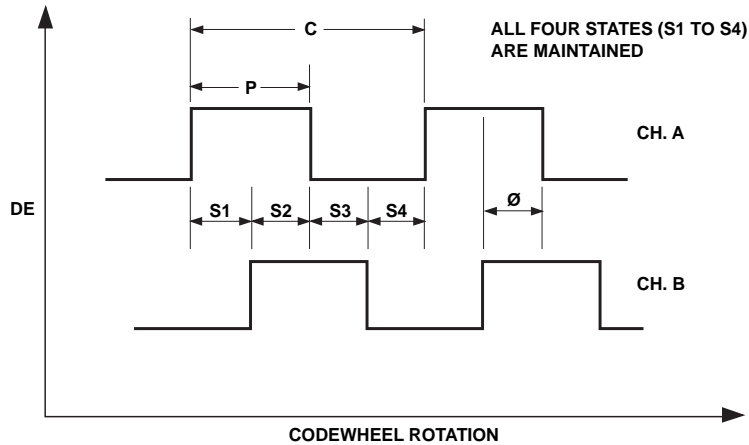 C
ALL FOUR STATES (S1 TO S4)
ARE MAINTAINED
P
CH. A
DE
S1 S2 S3 S4
Ø
CH. B
CODEWHEEL ROTATION